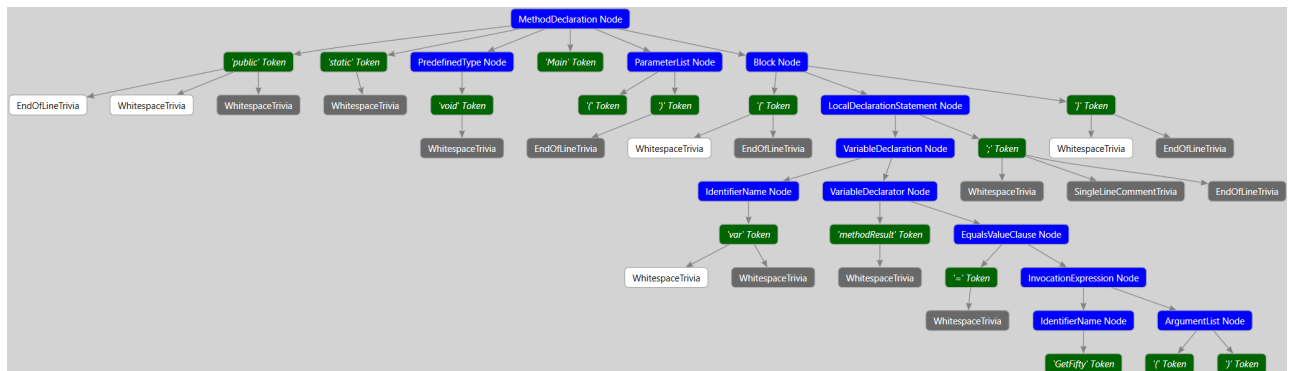 MethodDeclaration Node
'public' Token 'static' Token PredefinedType Node 'Main' Token ParameterList Node Block Node
EndOfLineTrivia WhitespaceTrivia WhitespaceTrivia WhitespaceTrivia 'void' Token '(' Token ')' Token '{' Token LocalDeclarationStatement Node '}' Token
WhitespaceTrivia EndOfLineTrivia WhitespaceTrivia EndOfLineTrivia VariableDeclaration Node ';' Token WhitespaceTrivia EndOfLineTrivia
IdentifierName Node VariableDeclarator Node WhitespaceTrivia SingleLineCommentTrivia EndOfLineTrivia
'var' Token 'methodResult' Token EqualsValueClause Node
WhitespaceTrivia WhitespaceTrivia WhitespaceTrivia '=' Token InvocationExpression Node
WhitespaceTrivia IdentifierName Node ArgumentList Node
'GetFifty' Token '(' Token ')' Token